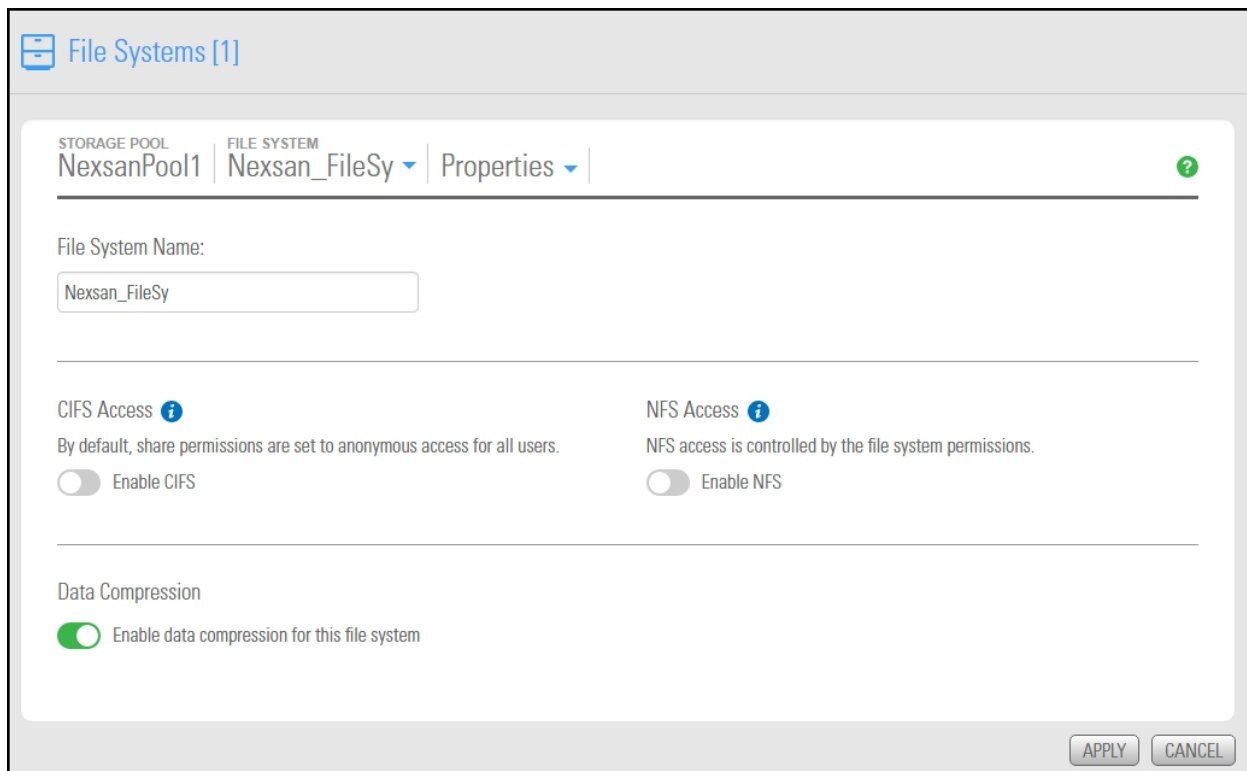 File Systems [1]
STORAGE POOL FILE SYSTEM
NexsanPool1 Nexsan_FileSy Properties
?
File System Name:
Nexsan_FileSy
CIFS Access i NFS Access i
By default, share permissions are set to anonymous access for all users. NFS access is controlled by the file system permissions.
Enable CIFS Enable NFS
Data Compression
Enable data compression for this file system
APPLY CANCEL